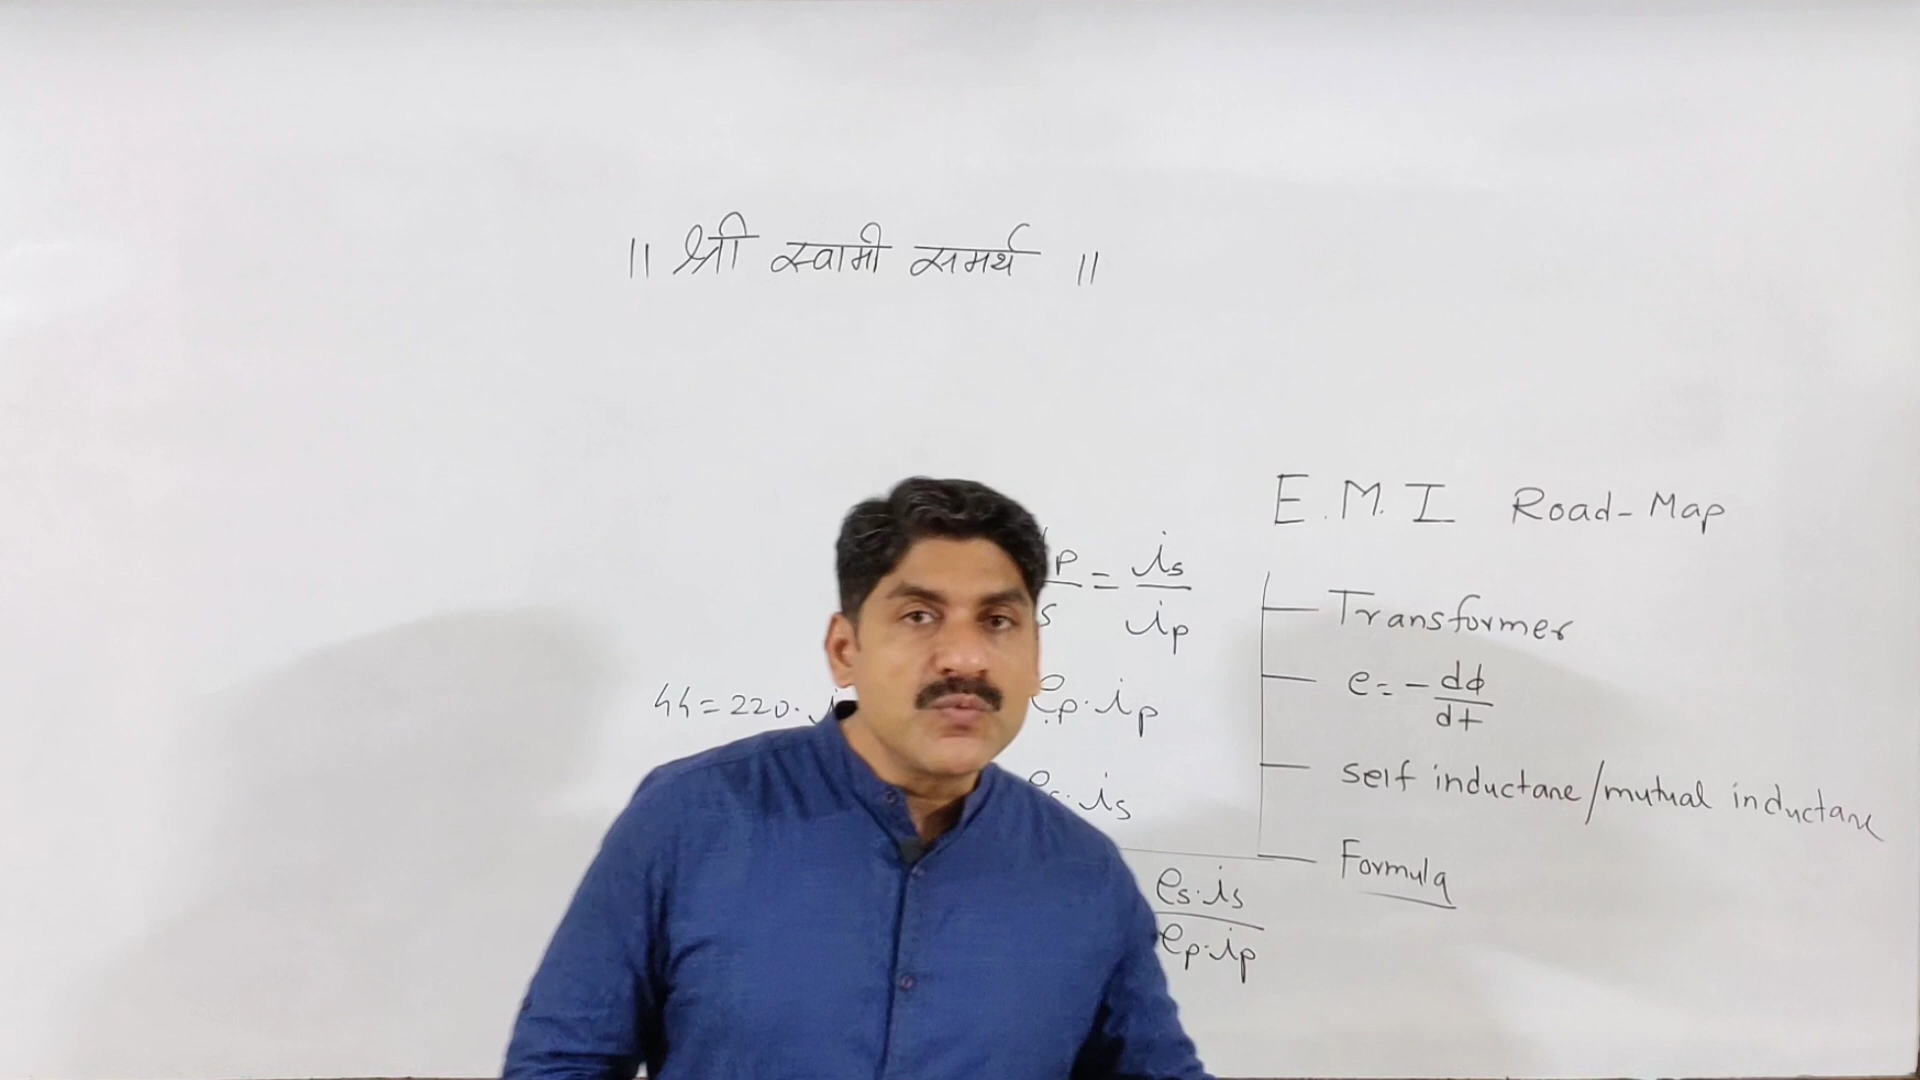 ॥ श्री स्वामी समर्थ ॥
E.M.I Road-Map
p/s = is/ip
Transformer
44 = 220.
ep.ip
e = - dϕ/dt
.is
self inductane/mutual inductane
Formula
es.is/ep.ip